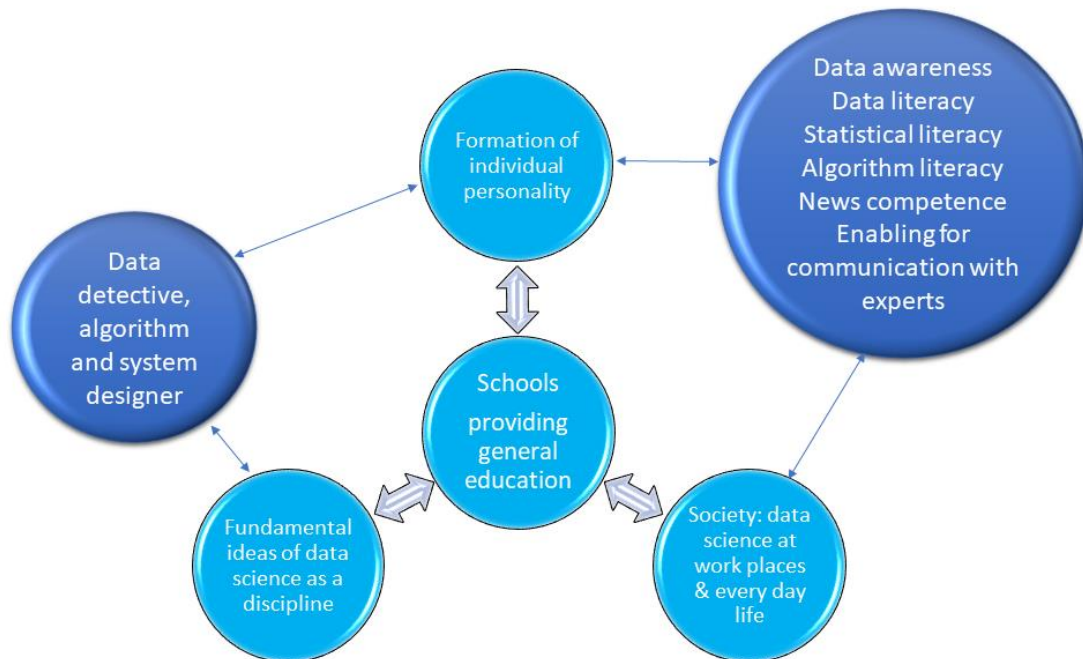 Formation of
individual
personality
Data awareness
Data literacy
Statistical literacy
Algorithm literacy
News competence
Enabling for
communication with
experts
Data
detective,
algorithm
and system
designer
Schools
providing
general
education
Fundamental
ideas of data
science as a
discipline
Society: data
science at
work places
& every day
life